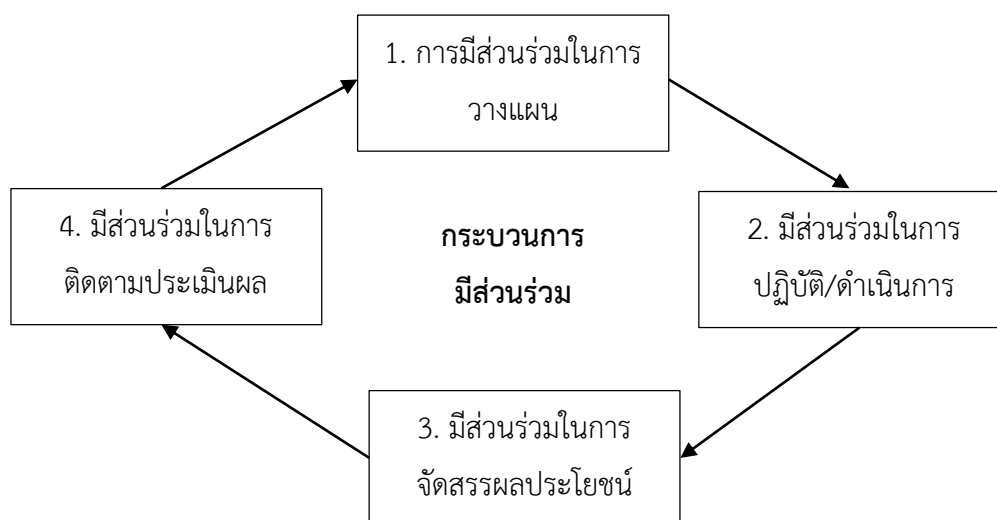 1. การมีส่วนร่วมในการ
วางแผน
4. มีส่วนร่วมในการ
ติดตามประเมินผล
กระบวนการ
มีส่วนร่วม
2. มีส่วนร่วมในการ
ปฏิบัติ/ดำเนินการ
3. มีส่วนร่วมในการ
จัดสรรผลประโยชน์